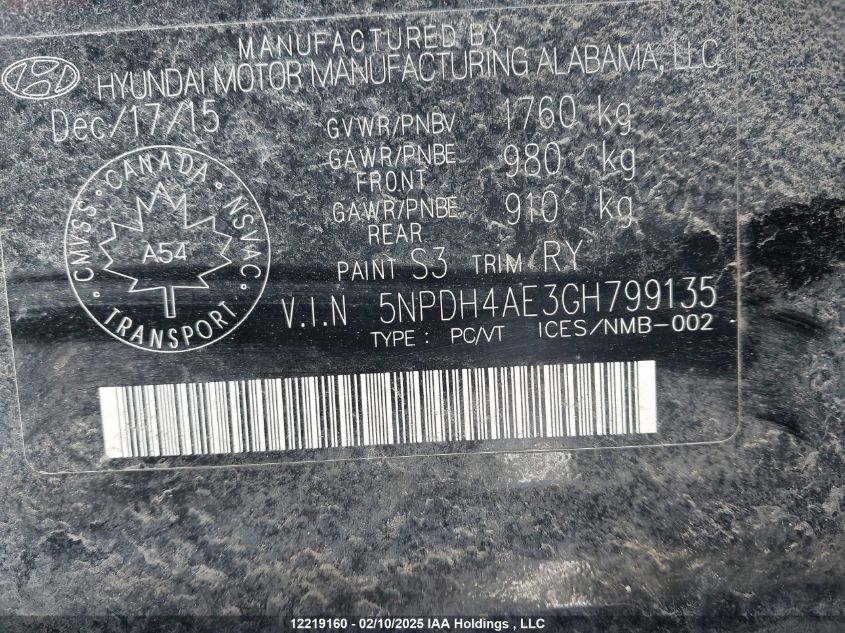 MANUFACTURED BY
HYUNDAI MOTOR MANUFACTURING ALABAMA, LLC
Dec/17/15
GVWR/PNBV 1760 kg
GAWR/PNBE 980 kg
FRONT
GAWR/PNBE 910 kg
REAR
CANADA
CMVSS NSVAC
A54
TRANSPORT
PAINT S3 TRIM RY
V.I.N 5NPDH4AE3GH799135
TYPE : PC/VT ICES/NMB-002
12219160 - 02/10/2025 IAA Holdings , LLC